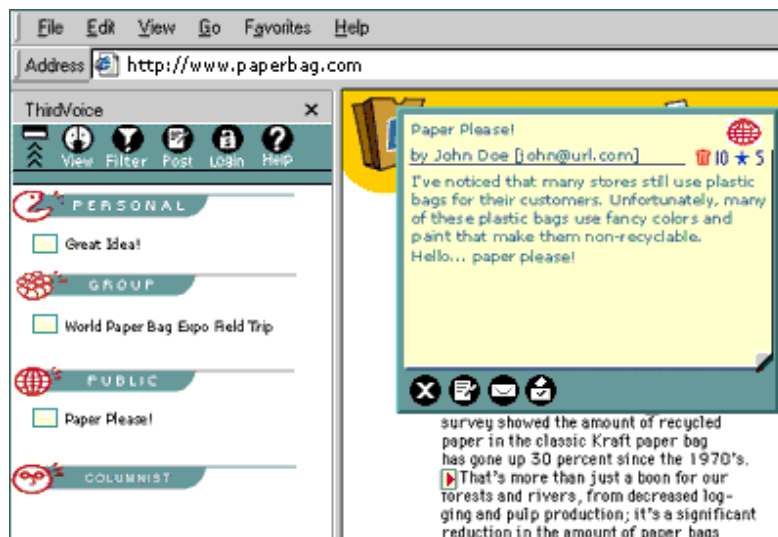 File Edit View Go Favorites Help
Address http://www.paperbag.com
ThirdVoice
View Filter Post Login Help
PERSONAL
Great Idea!
GROUP
World Paper Bag Expo Field Trip
PUBLIC
Paper Please!
COLUMNIST
Paper Please!
by John Doe [john@url.com] 10 5
I've noticed that many stores still use plastic
bags for their customers. Unfortunately, many
of these plastic bags use fancy colors and
paint that make them non-recyclable.
Hello... paper please!
survey showed the amount of recycled
paper in the classic Kraft paper bag
has gone up 30 percent since the 1970's.
That's more than just a boon for our
forests and rivers, from decreased log-
ging and pulp production; it's a significant
reduction in the amount of paper bags